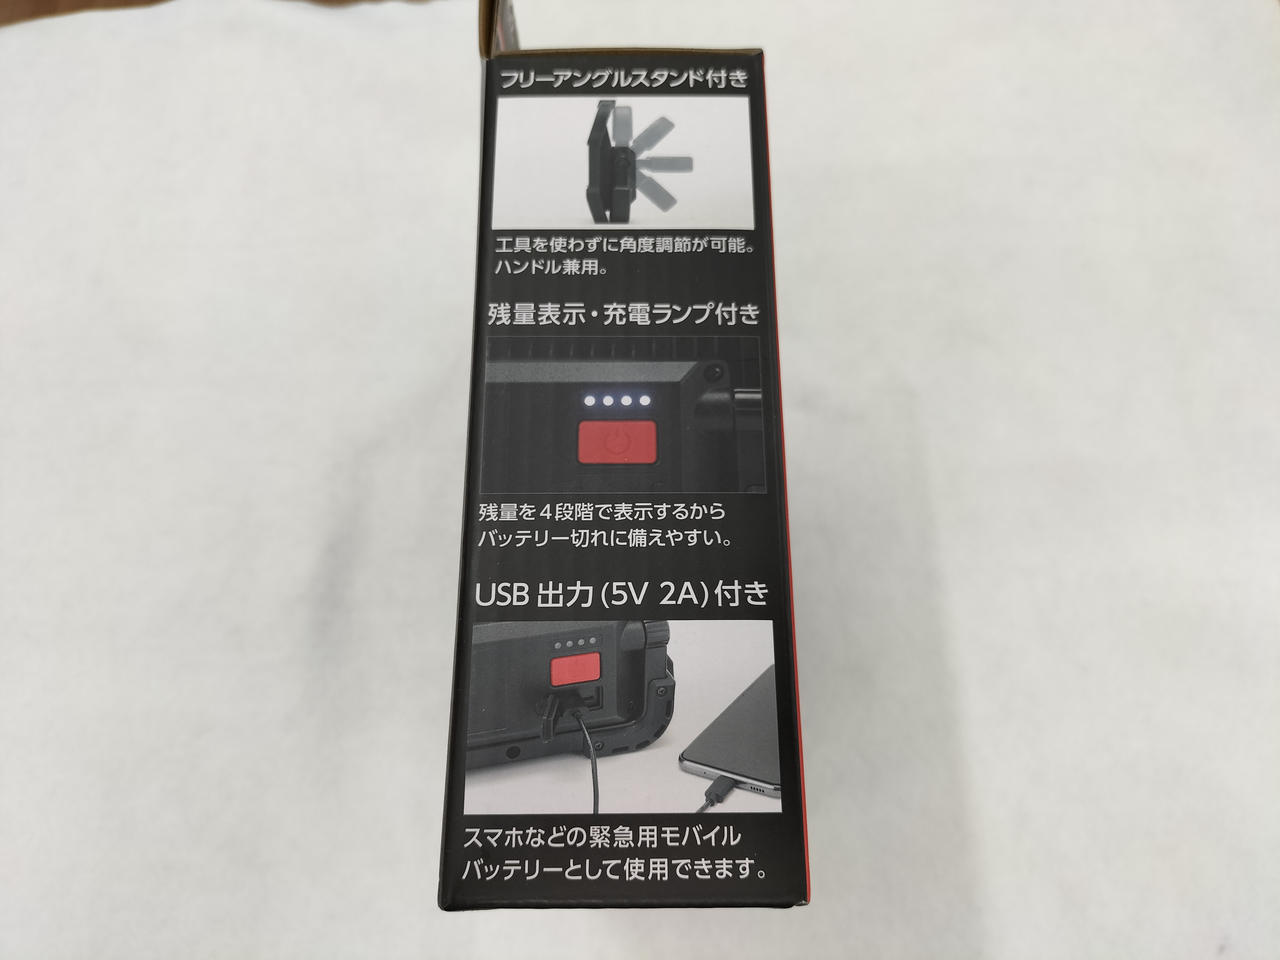 フリーアングルスタンド付き
工具を使わずに角度調節が可能。
ハンドル兼用。
残量表示・充電ランプ付き
残量を4段階で表示するから
バッテリー切れに備えやすい。
USB 出力 (5V 2A) 付き
スマホなどの緊急用モバイル
バッテリーとして使用できます。